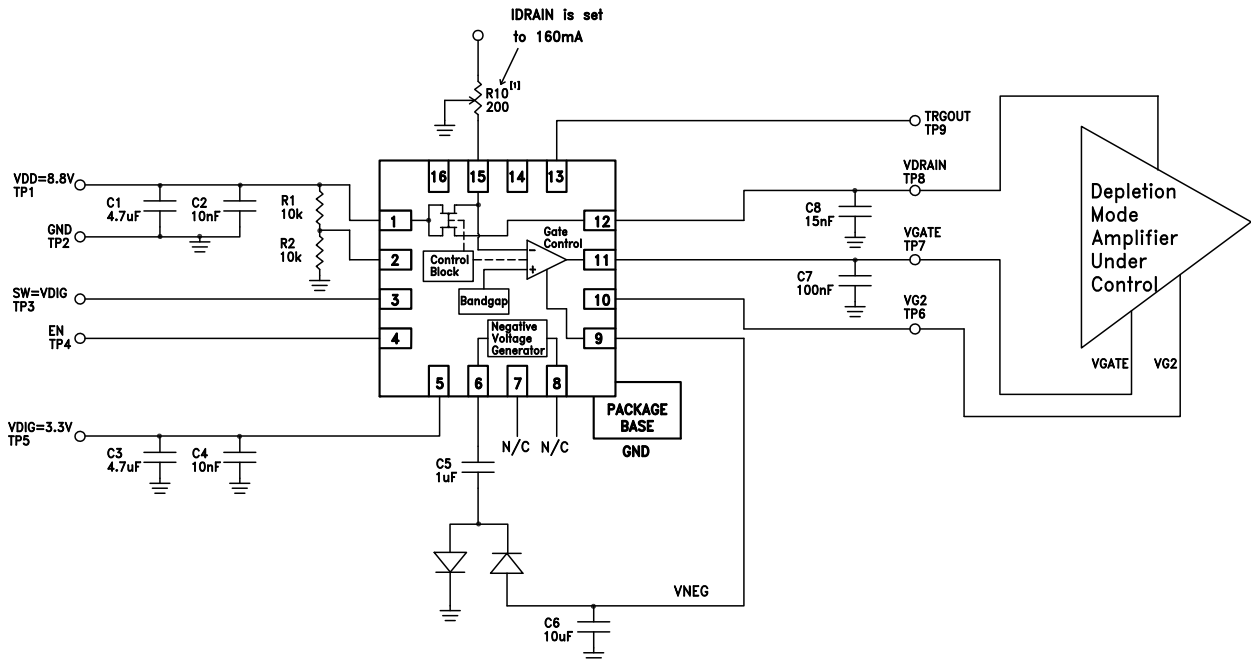 IDRAIN is set
to 160mA
R10[1]
200
TRGOUT
TP9
VDD=8.8V
TP1
C1
4.7uF
C2
10nF
R1
10k
GND
TP2
R2
10k
SW=VDIG
TP3
EN
TP4
VDIG=3.3V
TP5
C3
4.7uF
C4
10nF
16
15
14
13
1
2
3
4
5
6
7
8
12
11
10
9
Gate
Control
Control
Block
Bandgap
Negative
Voltage
Generator
PACKAGE
BASE
GND
N/C
N/C
C5
1uF
VNEG
C6
10uF
VDRAIN
TP8
C8
15nF
VGATE
TP7
C7
100nF
VG2
TP6
Depletion
Mode
Amplifier
Under
Control
VGATE
VG2